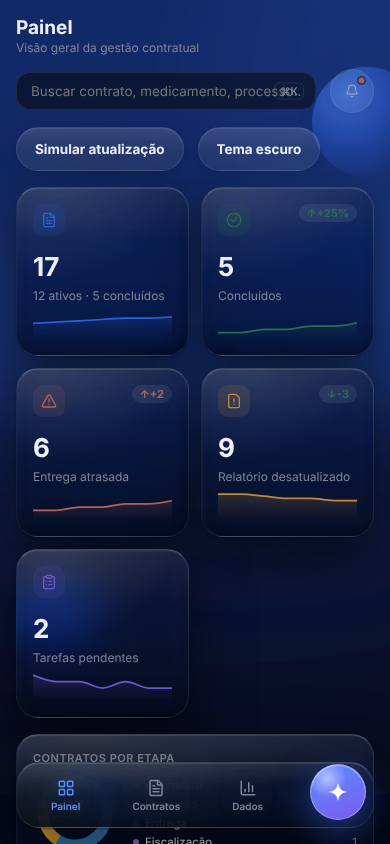 Painel
Visão geral da gestão contratual
Buscar contrato, medicamento, processo.
⌘K
Simular atualização
Tema escuro
17
12 ativos · 5 concluídos
↑+25%
5
Concluídos
↑+2
6
Entrega atrasada
↓-3
9
Relatório desatualizado
2
Tarefas pendentes
CONTRATOS POR ETAPA
Fiscalização
1
Painel
Contratos
Dados